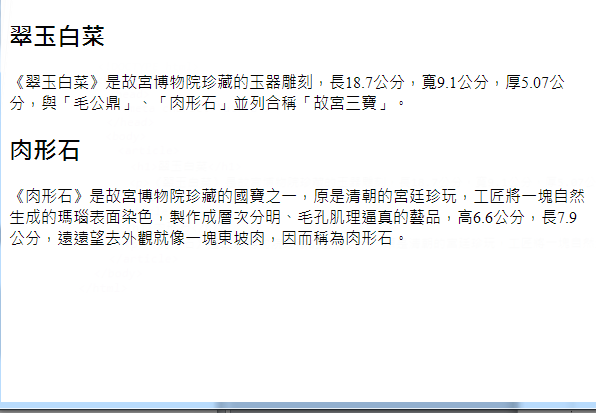 翠玉白菜
《翠玉白菜》是故宮博物院珍藏的玉器雕刻，長18.7公分，寬9.1公分，厚5.07公
分，與「毛公鼎」、「肉形石」並列合稱「故宮三寶」。
肉形石
《肉形石》是故宮博物院珍藏的國寶之一，原是清朝的宮廷珍玩，工匠將一塊自然
生成的瑪瑙表面染色，製作成層次分明、毛孔肌理逼真的藝品，高6.6公分，長7.9
公分，遠遠望去外觀就像一塊東坡肉，因而稱為肉形石。